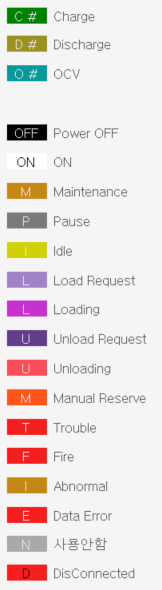 C # Charge
D # Discharge
O # OCV
OFF Power OFF
ON ON
M Maintenance
P Pause
I Idle
L Load Request
L Loading
U Unload Request
U Unloading
M Manual Reserve
T Trouble
F Fire
I Abnormal
E Data Error
N 사용안함
D DisConnected